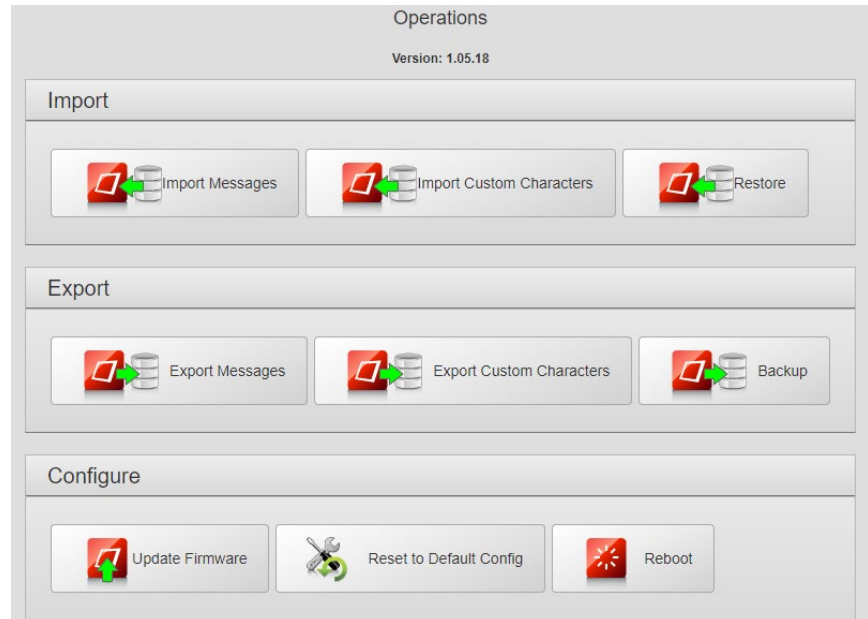 Operations
Version: 1.05.18
Import
Import Messages
Import Custom Characters
Restore
Export
Export Messages
Export Custom Characters
Backup
Configure
Update Firmware
Reset to Default Config
Reboot